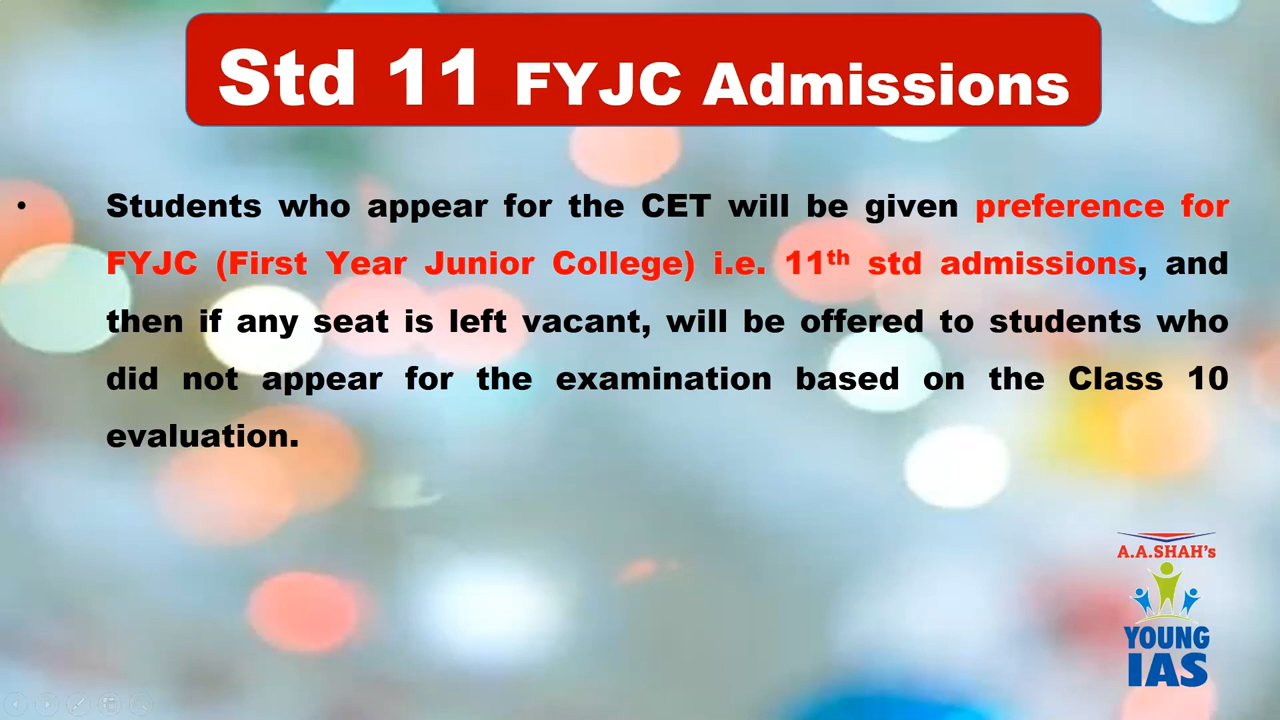 Std 11 FYJC Admissions
• Students who appear for the CET will be given preference for
FYJC (First Year Junior College) i.e. 11th std admissions, and
then if any seat is left vacant, will be offered to students who
did not appear for the examination based on the Class 10
evaluation.
A.A.SHAH's
YOUNG
IAS